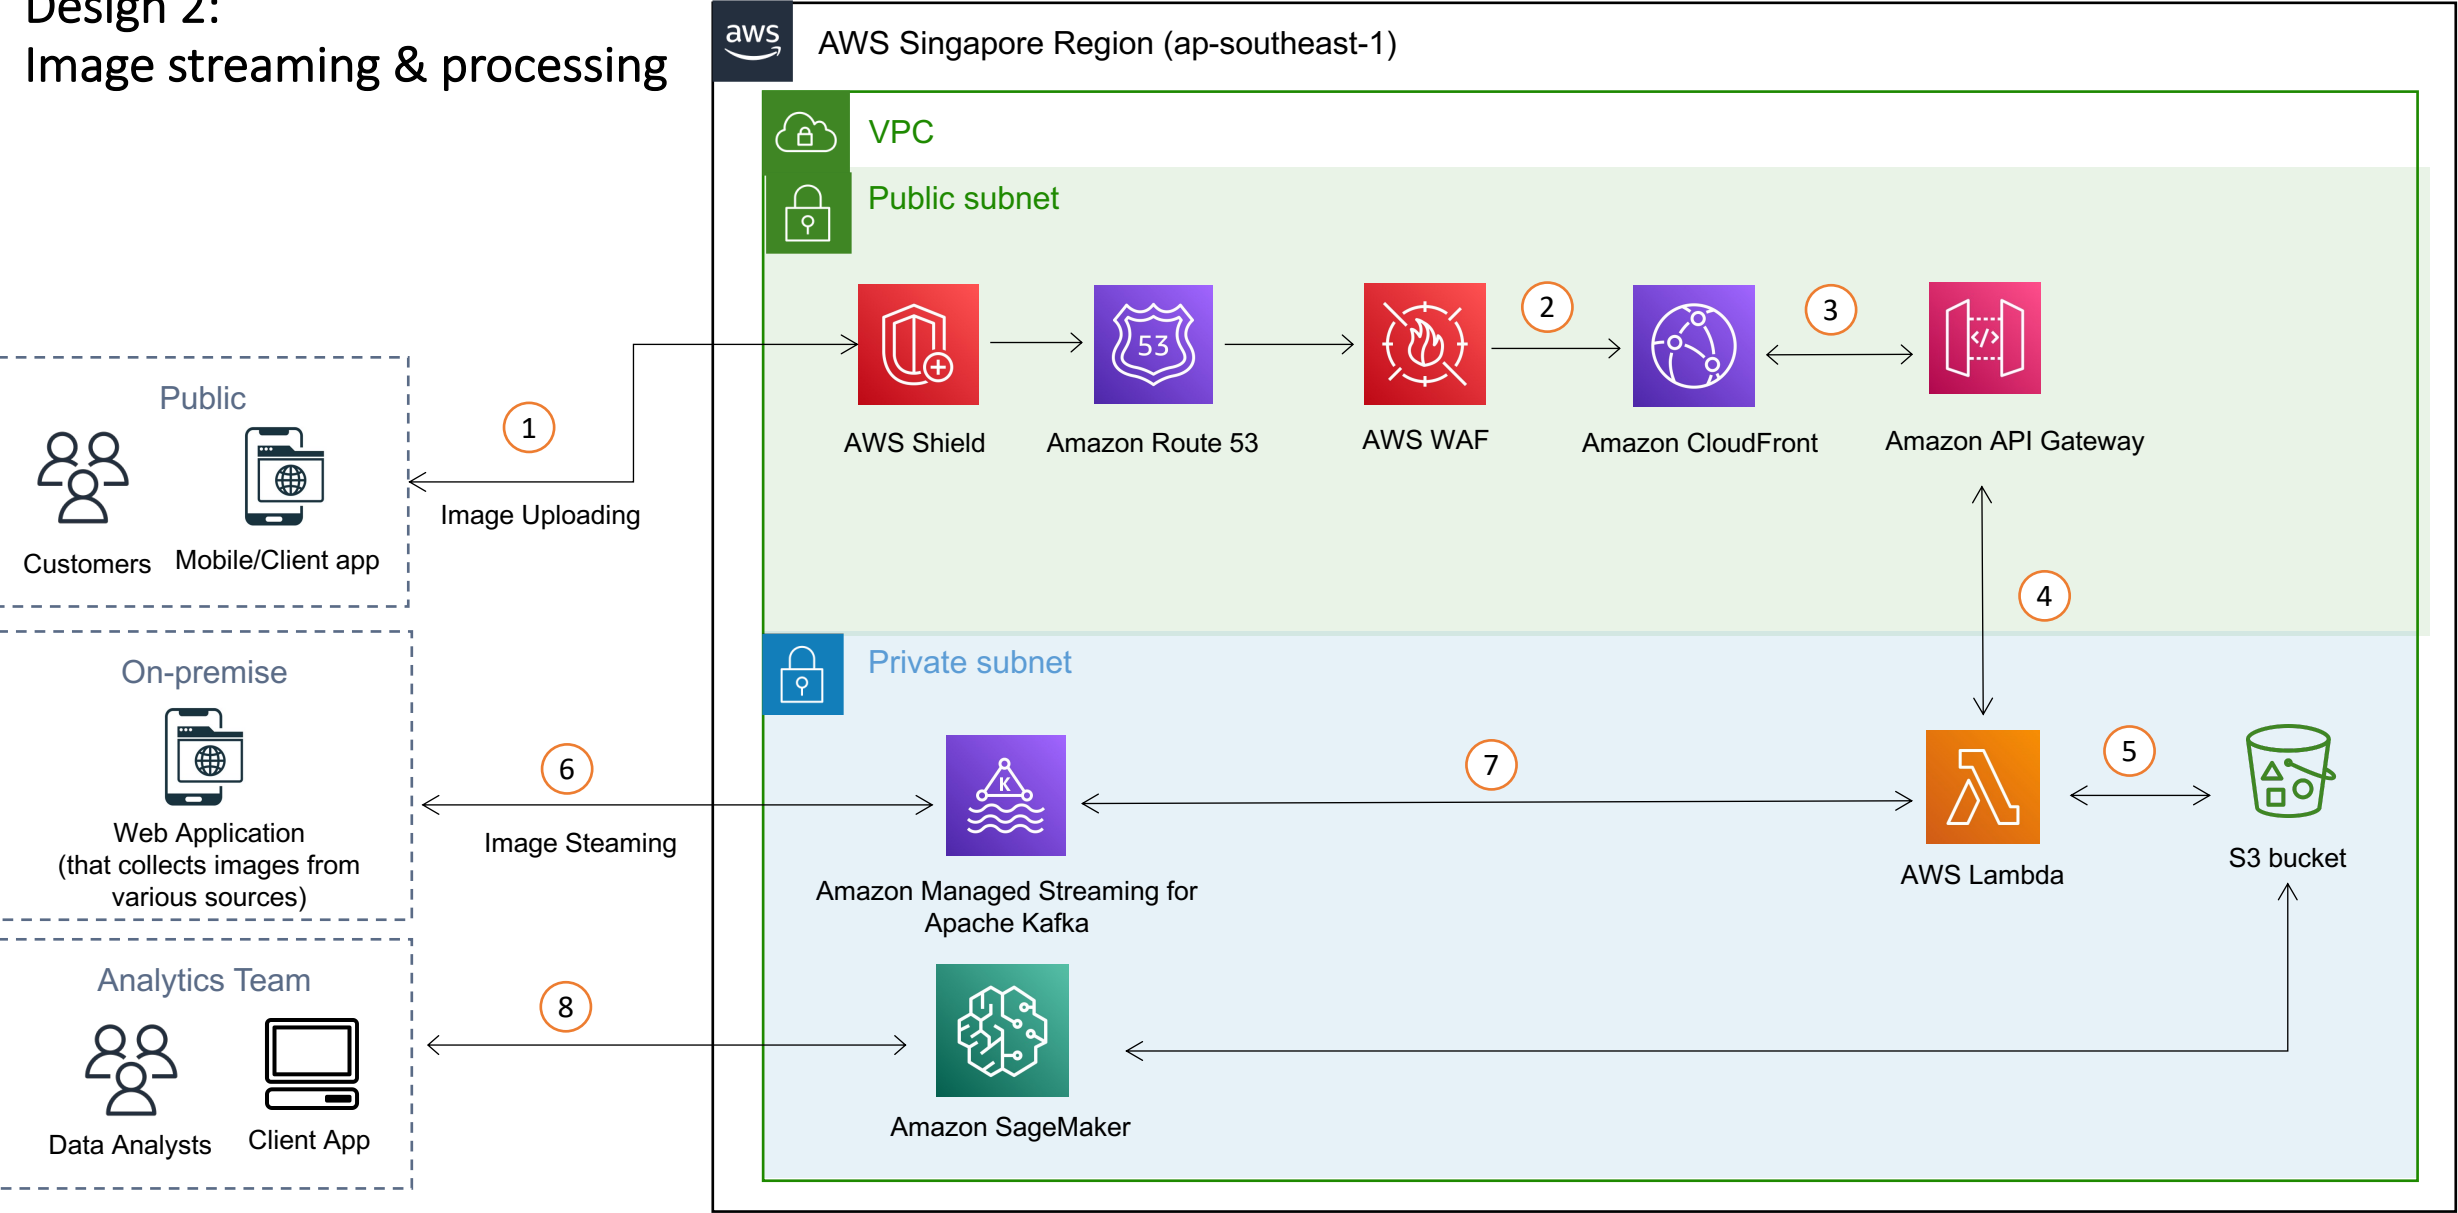 Design 2:
Image streaming & processing
aws
AWS Singapore Region (ap-southeast-1)
VPC
Public subnet
53
2
3
</>
AWS Shield
Amazon Route 53
AWS WAF
Amazon CloudFront
Amazon API Gateway
Public
1
Image Uploading
Customers
Mobile/Client app
4
On-premise
Private subnet
Web Application
(that collects images from
various sources)
6
Image Steaming
K
7
5
Amazon Managed Streaming for
Apache Kafka
AWS Lambda
S3 bucket
Analytics Team
8
Data Analysts
Client App
Amazon SageMaker